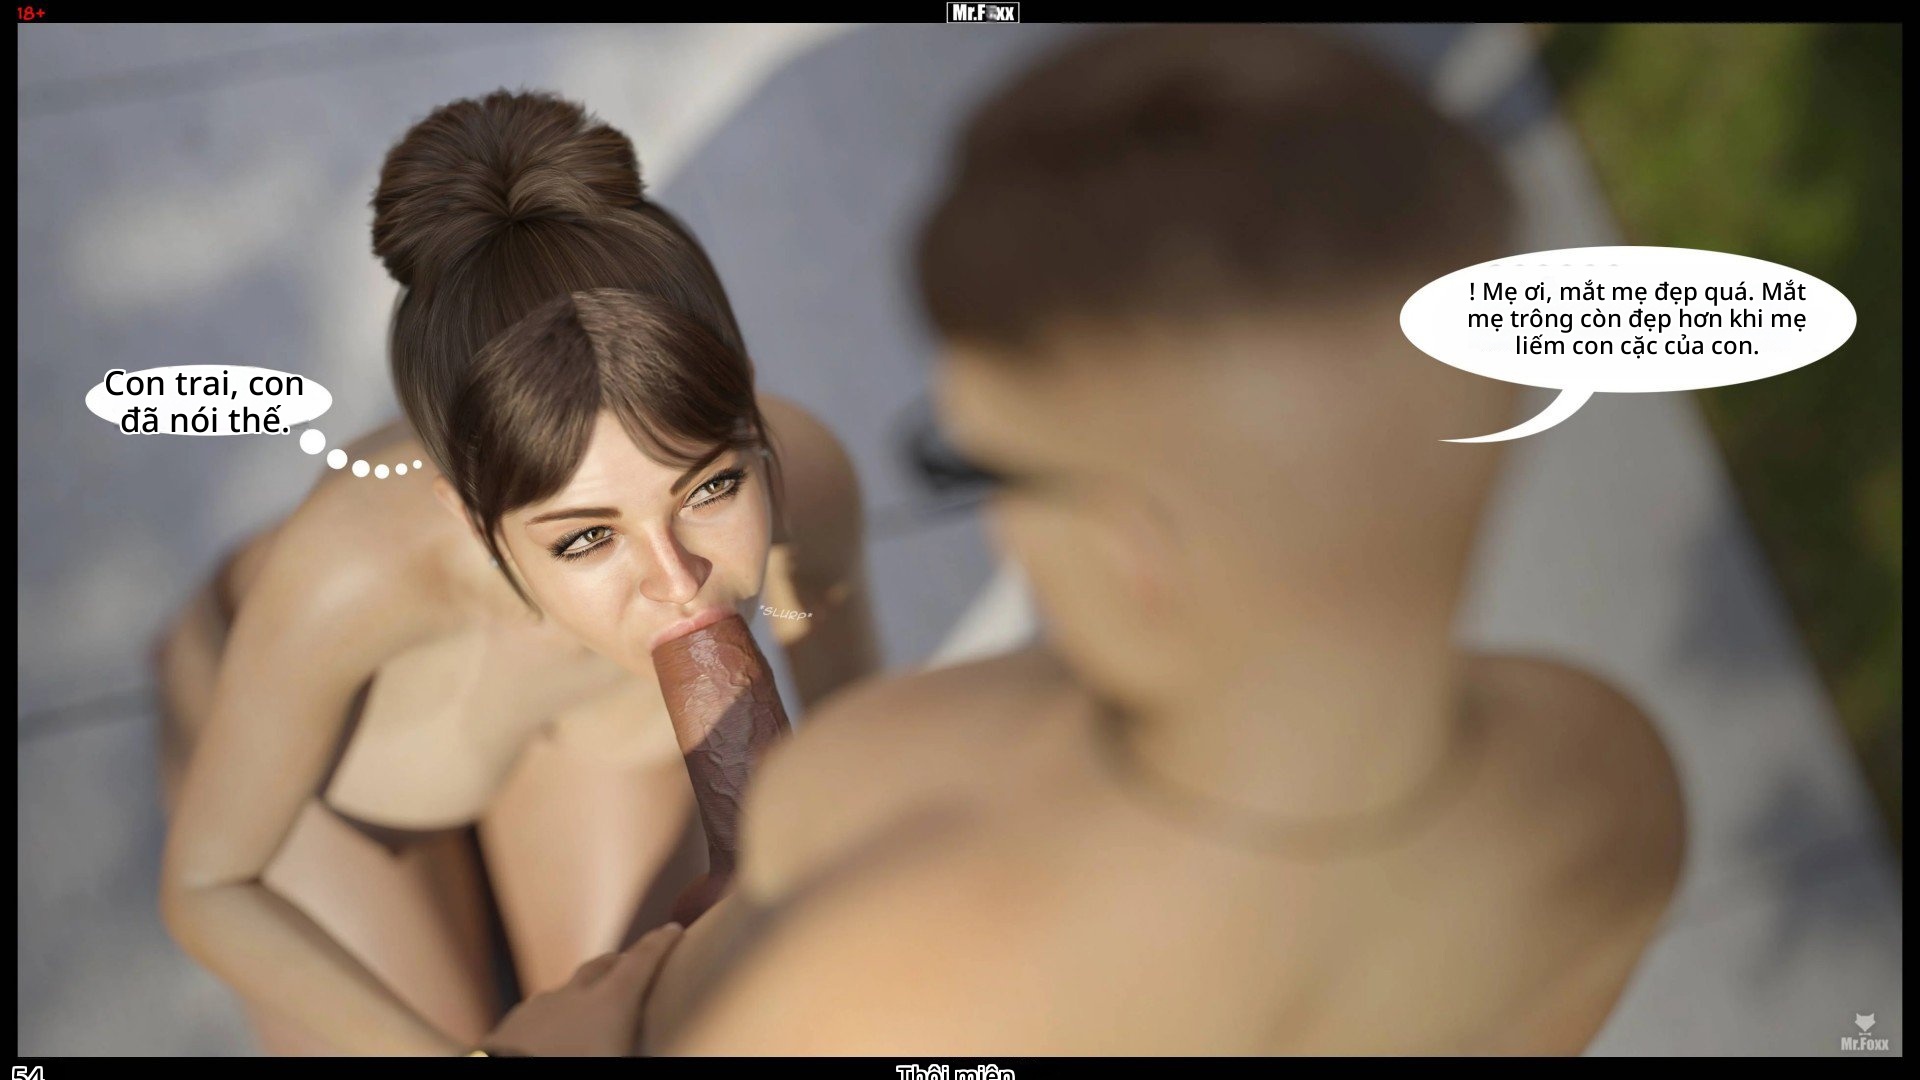 18+
Mr.Foxx
! Mẹ ơi, mắt mẹ đẹp quá. Mắt
mẹ trông còn đẹp hơn khi mẹ
liếm con cặc của con.
Con trai, con
đã nói thế.
*SLURP*
Mr.Foxx
54
Thôi miên